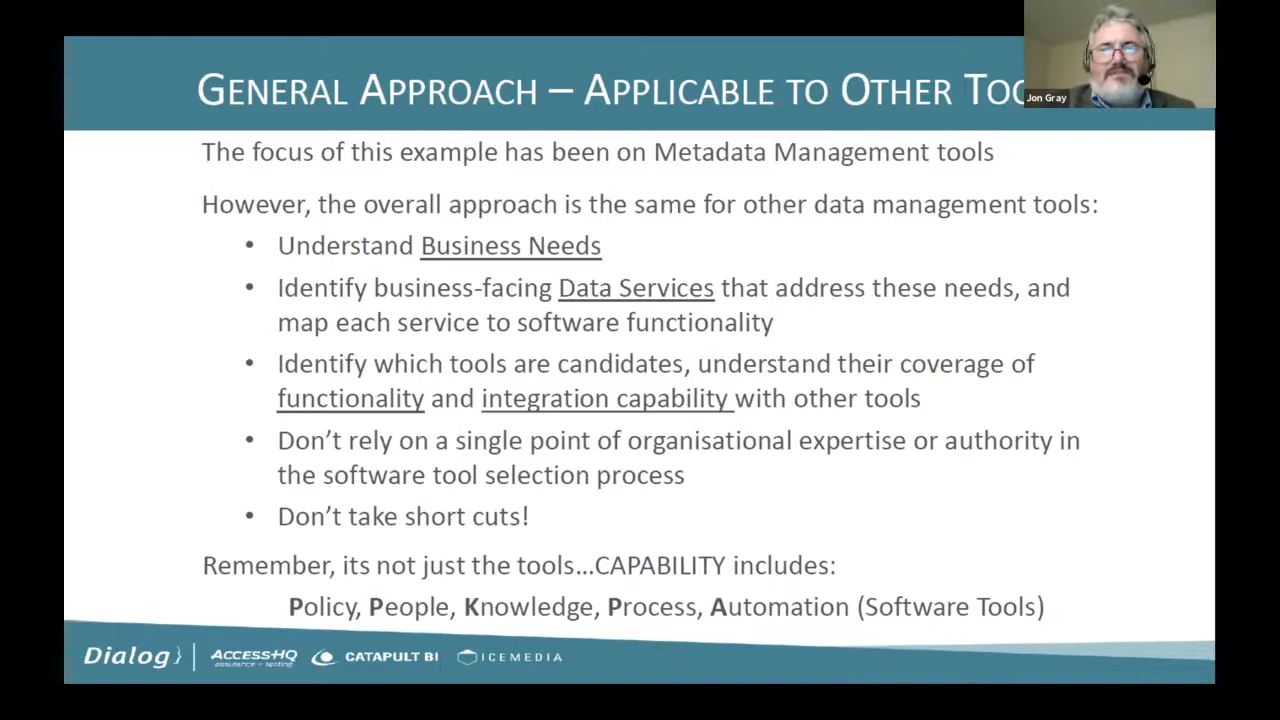 GENERAL APPROACH – APPLICABLE TO OTHER
Jon Gray
The focus of this example has been on Metadata Management tools
However, the overall approach is the same for other data management tools:
• Understand Business Needs
• Identify business-facing Data Services that address these needs, and
map each service to software functionality
• Identify which tools are candidates, understand their coverage of
functionality and integration capability with other tools
• Don't rely on a single point of organisational expertise or authority in
the software tool selection process
• Don't take short cuts!
Remember, its not just the tools...CAPABILITY includes:
Policy, People, Knowledge, Process, Automation (Software Tools)
Dialog} ACCESSHQ CATAPULT BI ICEMEDIA
assurance + testing